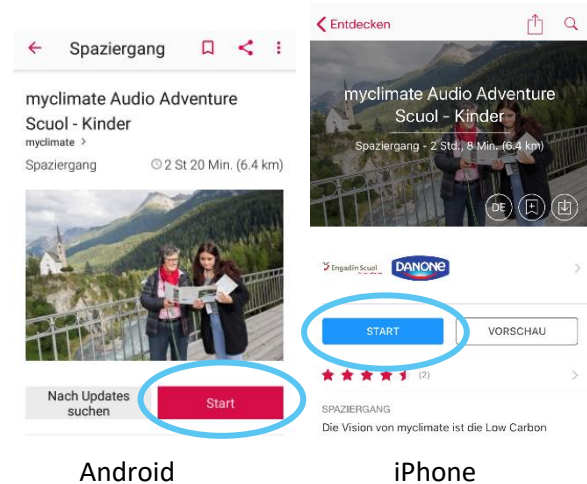 Spaziergang
myclimate Audio Adventure
Scuol - Kinder
myclimate >
Spaziergang 2 St 20 Min. (6.4 km)
Nach Updates
suchen
Start
Android
Entdecken
myclimate Audio Adventure
Scuol – Kinder
Spaziergang - 2 Std., 8 Min. (6.4 km)
DE
Engadin Scuol
DANONE
START
VORSCHAU
(2)
SPAZIERGANG
Die Vision von myclimate ist die Low Carbon
iPhone